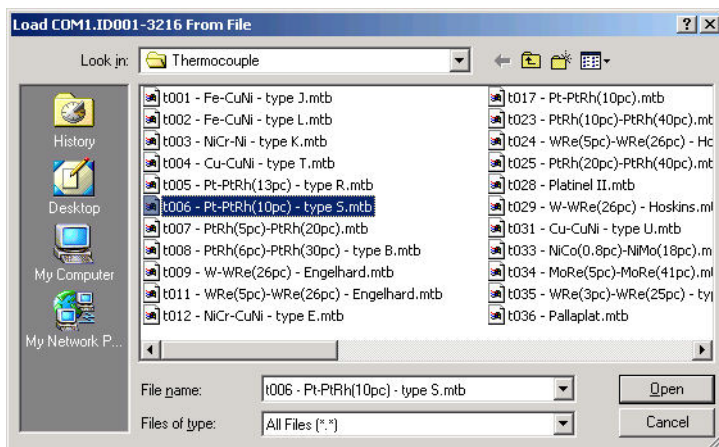 Load COM1.ID001-3216 From File
Look in: Thermocouple
History
Desktop
My Computer
My Network P...
t001 - Fe-CuNi - type J.mtb
t002 - Fe-CuNi - type L.mtb
t003 - NiCr-Ni - type K.mtb
t004 - Cu-CuNi - type T.mtb
t005 - Pt-PtRh(13pc) - type R.mtb
t006 - Pt-PtRh(10pc) - type S.mtb
t007 - PtRh(5pc)-PtRh(20pc).mtb
t008 - PtRh(6pc)-PtRh(30pc) - type B.mtb
t009 - W-WRe(26pc) - Engelhard.mtb
t011 - WRe(5pc)-WRe(26pc) - Engelhard.mtb
t012 - NiCr-CuNi - type E.mtb
t017 - Pt-PtRh(10pc).mtb
t023 - PtRh(10pc)-PtRh(40pc).mt
t024 - WRe(5pc)-WRe(26pc) - Hc
t025 - PtRh(20pc)-PtRh(40pc).mt
t028 - Platinel II.mtb
t029 - W-WRe(26pc) - Hoskins.mt
t031 - Cu-CuNi - type U.mtb
t033 - NiCo(0.8pc)-NiMo(18pc).m
t034 - MoRe(5pc)-MoRe(41pc).mt
t035 - WRe(3pc)-WRe(25pc) - ty
t036 - Pallaplat.mtb
File name: t006 - Pt-PtRh(10pc) - type S.mtb
Open
Files of type: All Files (*.*)
Cancel